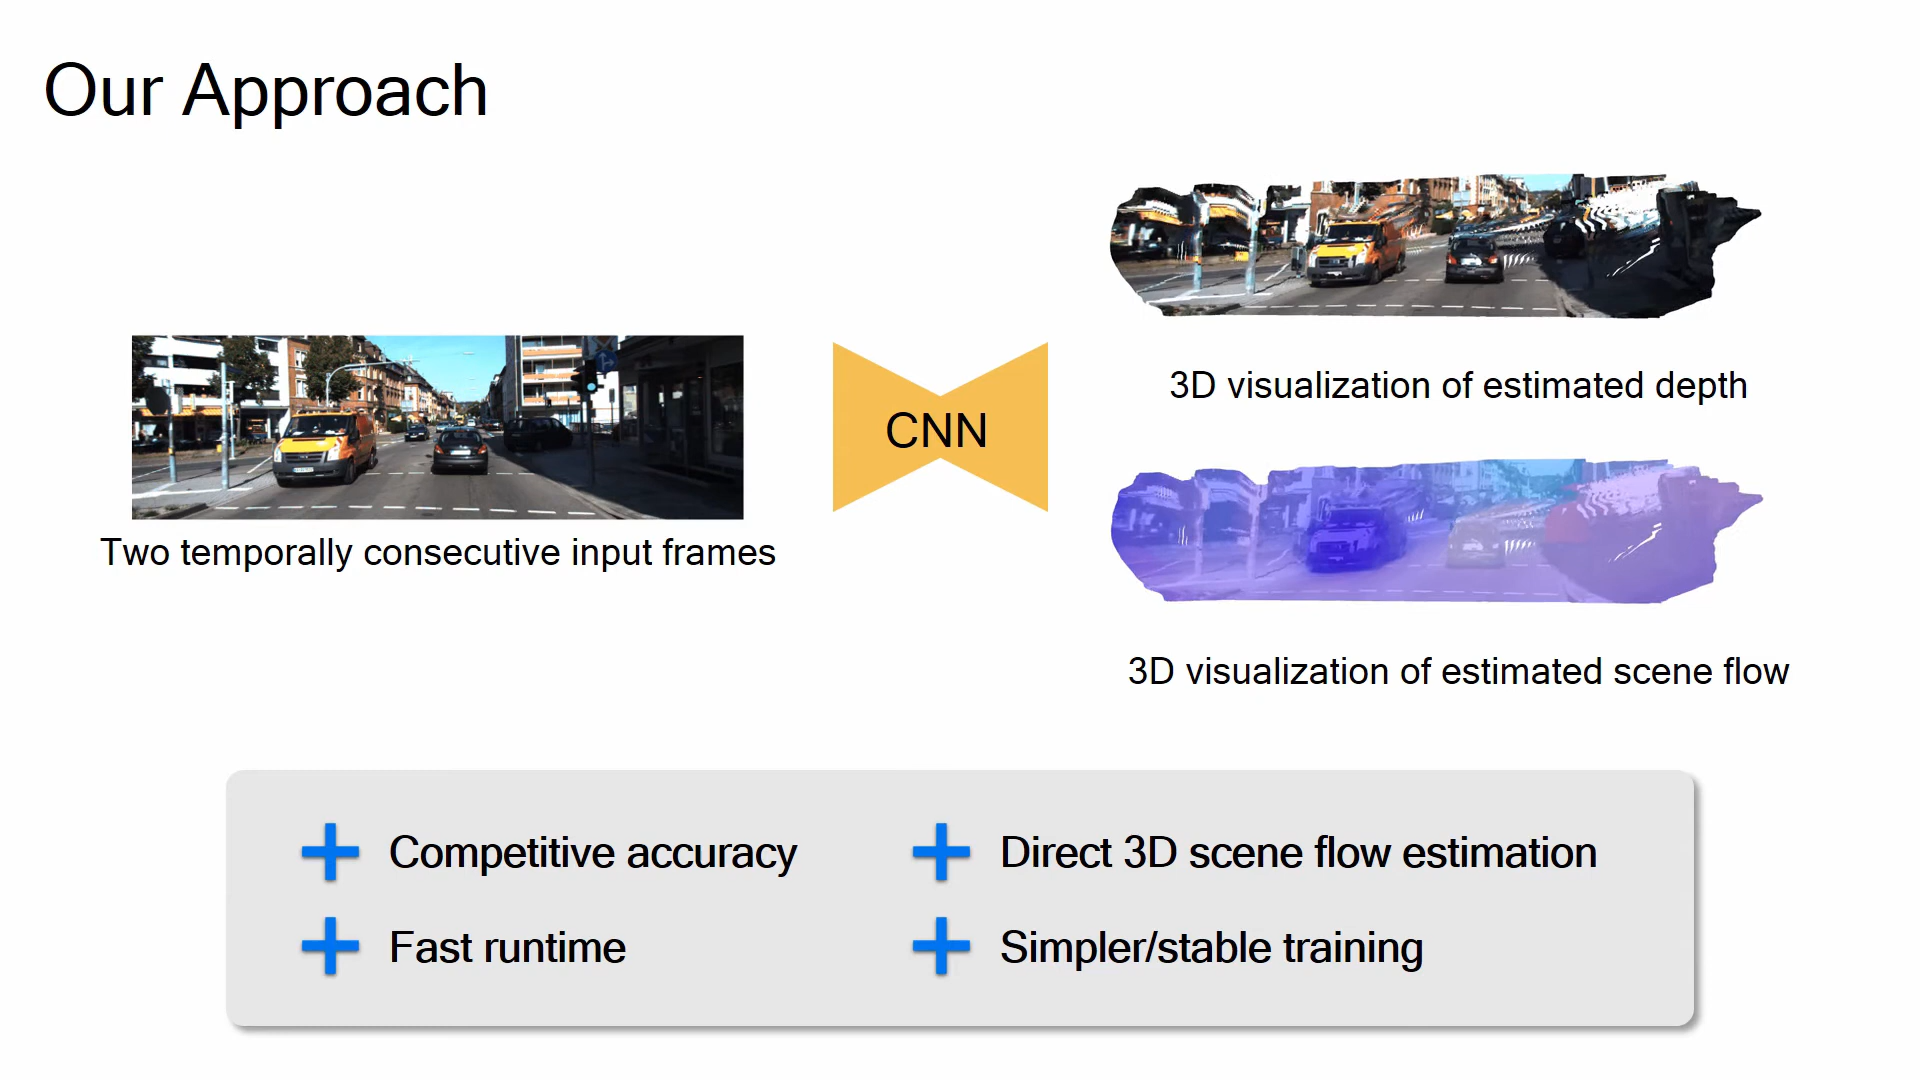 Our Approach
Two temporally consecutive input frames
CNN
3D visualization of estimated depth
3D visualization of estimated scene flow
Competitive accuracy
Direct 3D scene flow estimation
Fast runtime
Simpler/stable training